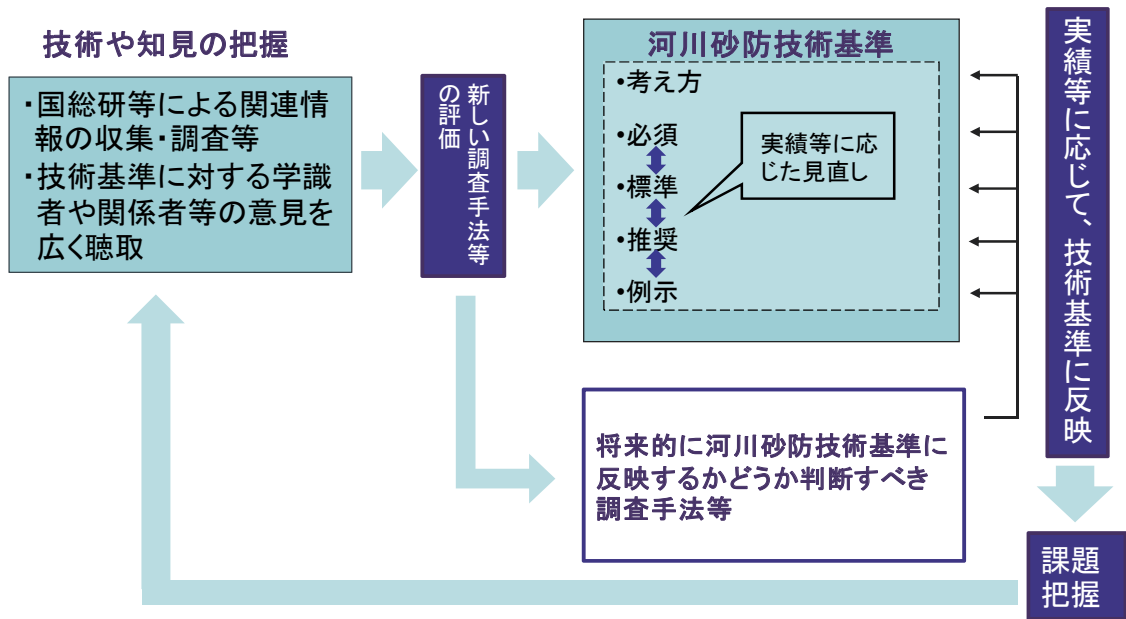 技術や知見の把握
・国総研等による関連情
報の収集・調査等
・技術基準に対する学識
者や関係者等の意見を
広く聴取
新しい調査手法等
の評価
河川砂防技術基準
•考え方
•必須
•標準
•推奨
•例示
実績等に応
じた見直し
将来的に河川砂防技術基準に
反映するかどうか判断すべき
調査手法等
実績等に応じて、技術基準に反映
課題
把握